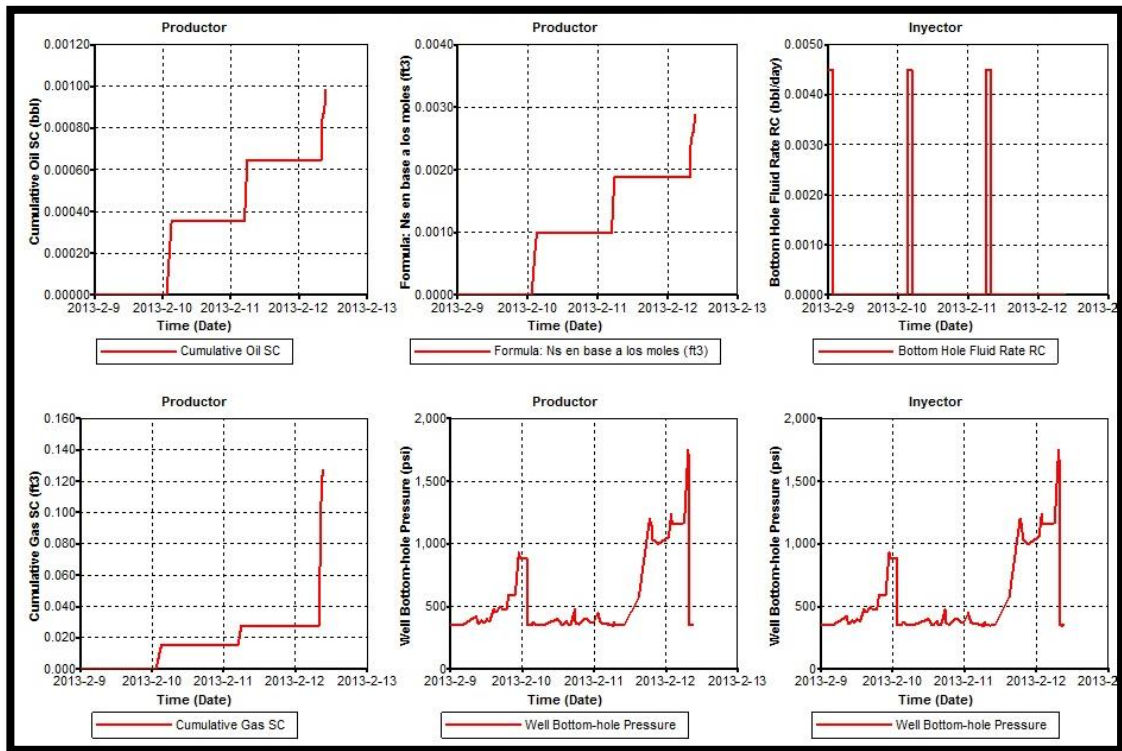 Productor
Cumulative Oil SC (bbl)
0.00120
0.00100
0.00080
0.00060
0.00040
0.00020
0.00000
2013-2-9 2013-2-10 2013-2-11 2013-2-12 2013-2-13
Time (Date)
Cumulative Oil SC
Productor
Formula: Ns en base a los moles (ft3)
0.0040
0.0030
0.0020
0.0010
0.0000
2013-2-9 2013-2-10 2013-2-11 2013-2-12 2013-2-13
Time (Date)
Formula: Ns en base a los moles (ft3)
Inyector
Bottom Hole Fluid Rate RC (bbl/day)
0.0050
0.0040
0.0030
0.0020
0.0010
0.0000
2013-2-9 2013-2-10 2013-2-11 2013-2-12 2013-2-
Time (Date)
Bottom Hole Fluid Rate RC
Productor
Cumulative Gas SC (ft3)
0.160
0.140
0.120
0.100
0.080
0.060
0.040
0.020
0.000
2013-2-9 2013-2-10 2013-2-11 2013-2-12 2013-2-13
Time (Date)
Cumulative Gas SC
Productor
Well Bottom-hole Pressure (psi)
2,000
1,500
1,000
500
0
2013-2-9 2013-2-10 2013-2-11 2013-2-12 2013-2-13
Time (Date)
Well Bottom-hole Pressure
Inyector
Well Bottom-hole Pressure (psi)
2,000
1,500
1,000
500
0
2013-2-9 2013-2-10 2013-2-11 2013-2-12 2013-2-
Time (Date)
Well Bottom-hole Pressure